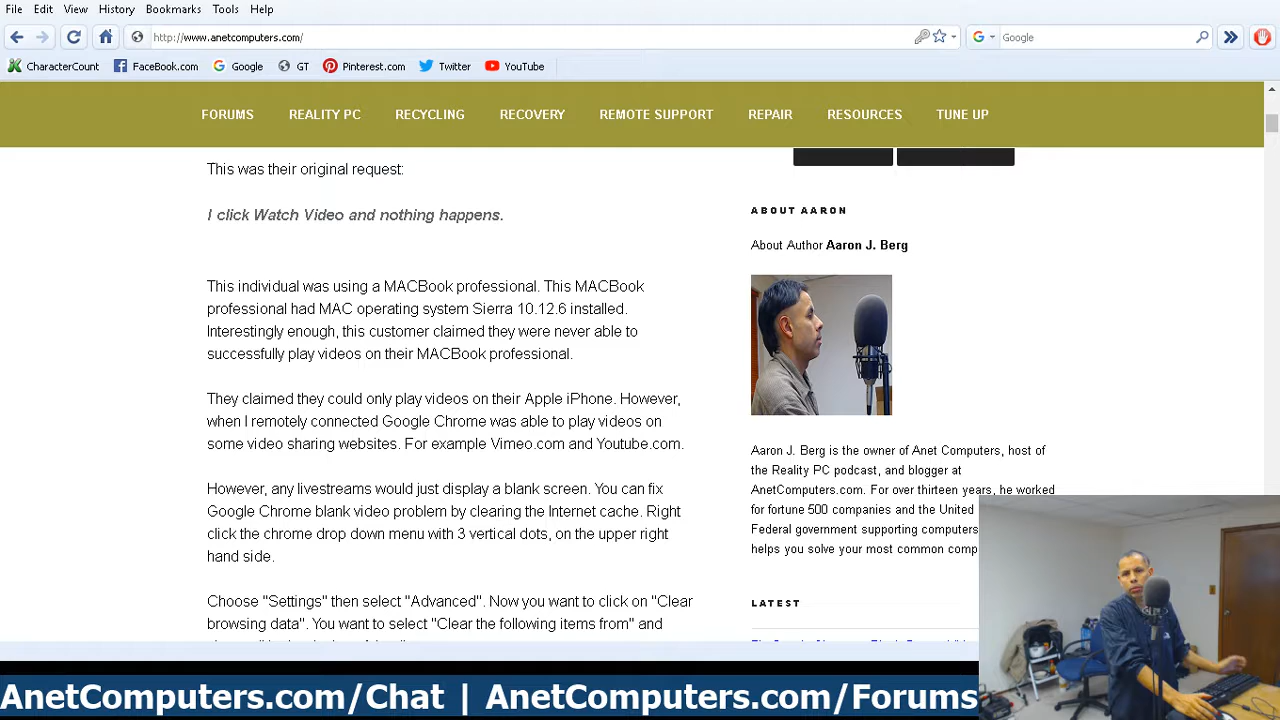 File Edit View History Bookmarks Tools Help
http://www.anetcomputers.com/ Google
CharacterCount FaceBook.com Google GT Pinterest.com Twitter YouTube
FORUMS REALITY PC RECYCLING RECOVERY REMOTE SUPPORT REPAIR RESOURCES TUNE UP
This was their original request:
I click Watch Video and nothing happens.
This individual was using a MACBook professional. This MACBook
professional had MAC operating system Sierra 10.12.6 installed.
Interestingly enough, this customer claimed they were never able to
successfully play videos on their MACBook professional.
They claimed they could only play videos on their Apple iPhone. However,
when I remotely connected Google Chrome was able to play videos on
some video sharing websites. For example Vimeo.com and Youtube.com.
However, any livestreams would just display a blank screen. You can fix
Google Chrome blank video problem by clearing the Internet cache. Right
click the chrome drop down menu with 3 vertical dots, on the upper right
hand side.
Choose "Settings" then select "Advanced". Now you want to click on "Clear
browsing data". You want to select "Clear the following items from" and
ABOUT AARON
About Author Aaron J. Berg
Aaron J. Berg is the owner of Anet Computers, host of
the Reality PC podcast, and blogger at
AnetComputers.com. For over thirteen years, he worked
for fortune 500 companies and the United
Federal government supporting computers
helps you solve your most common comp
LATEST
AnetComputers.com/Chat | AnetComputers.com/Forums